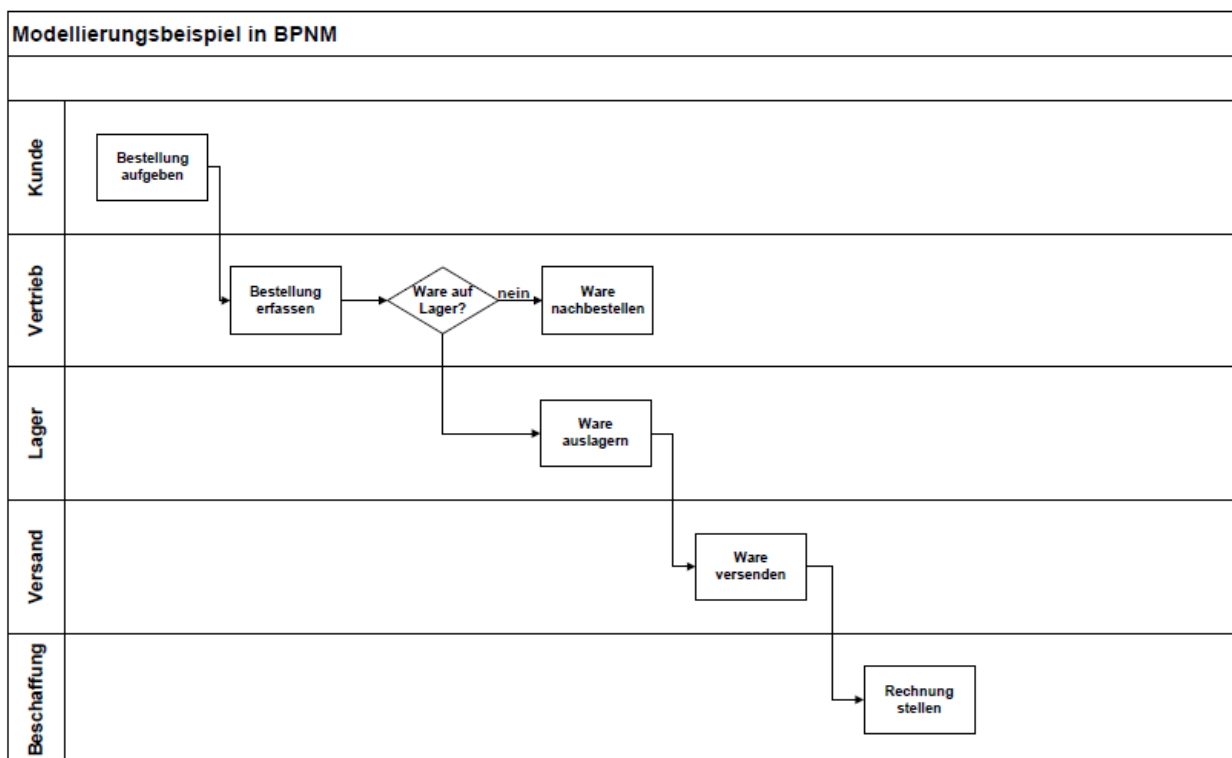 Modellierungsbeispiel in BPNM
Kunde
Bestellung
aufgeben
Vertrieb
Bestellung
erfassen
Ware auf
Lager?
nein
Ware
nachbestellen
Lager
Ware
auslagern
Versand
Ware
versenden
Beschaffung
Rechnung
stellen